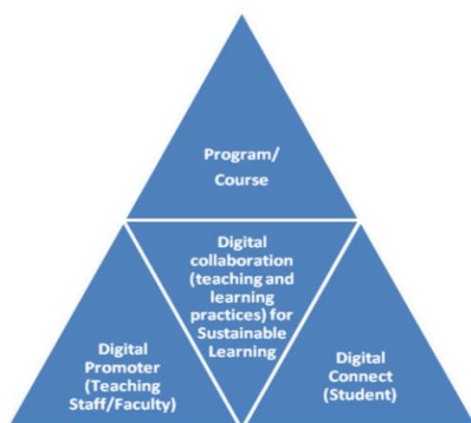 Program/
Course
Digital
collaboration
(teaching and
learning
practices) for
Sustainable
Learning
Digital
Promoter
(Teaching
Staff/Faculty)
Digital
Connect
(Student)